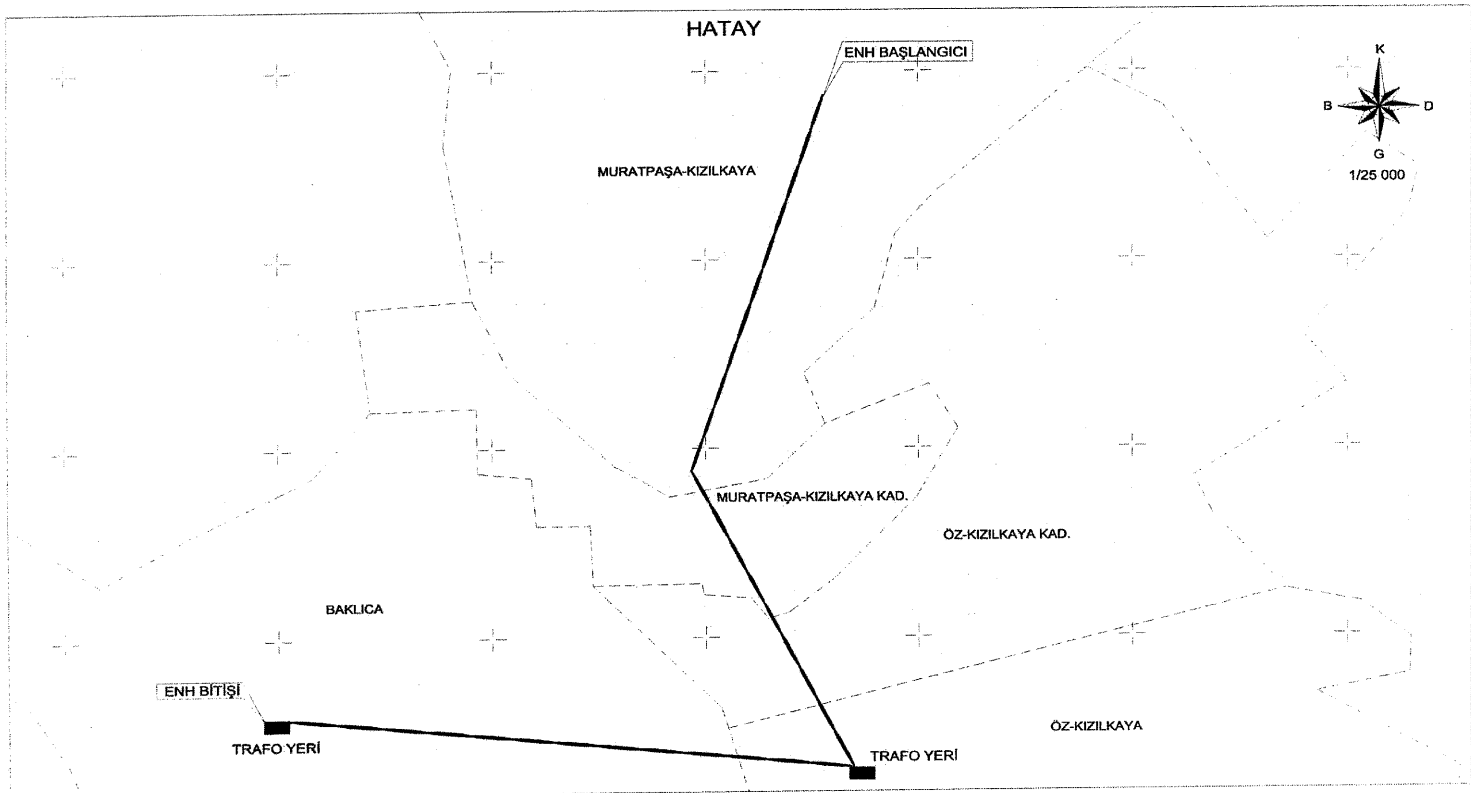 HATAY
ENH BAŞLANGICI
K
B
D
G
1/25 000
MURATPAŞA-KIZILKAYA
MURATPAŞA-KIZILKAYA KAD.
ÖZ-KIZILKAYA KAD.
BAKLICA
ENH BİTİŞİ
TRAFO YERİ
ÖZ-KIZILKAYA
TRAFO YERİ